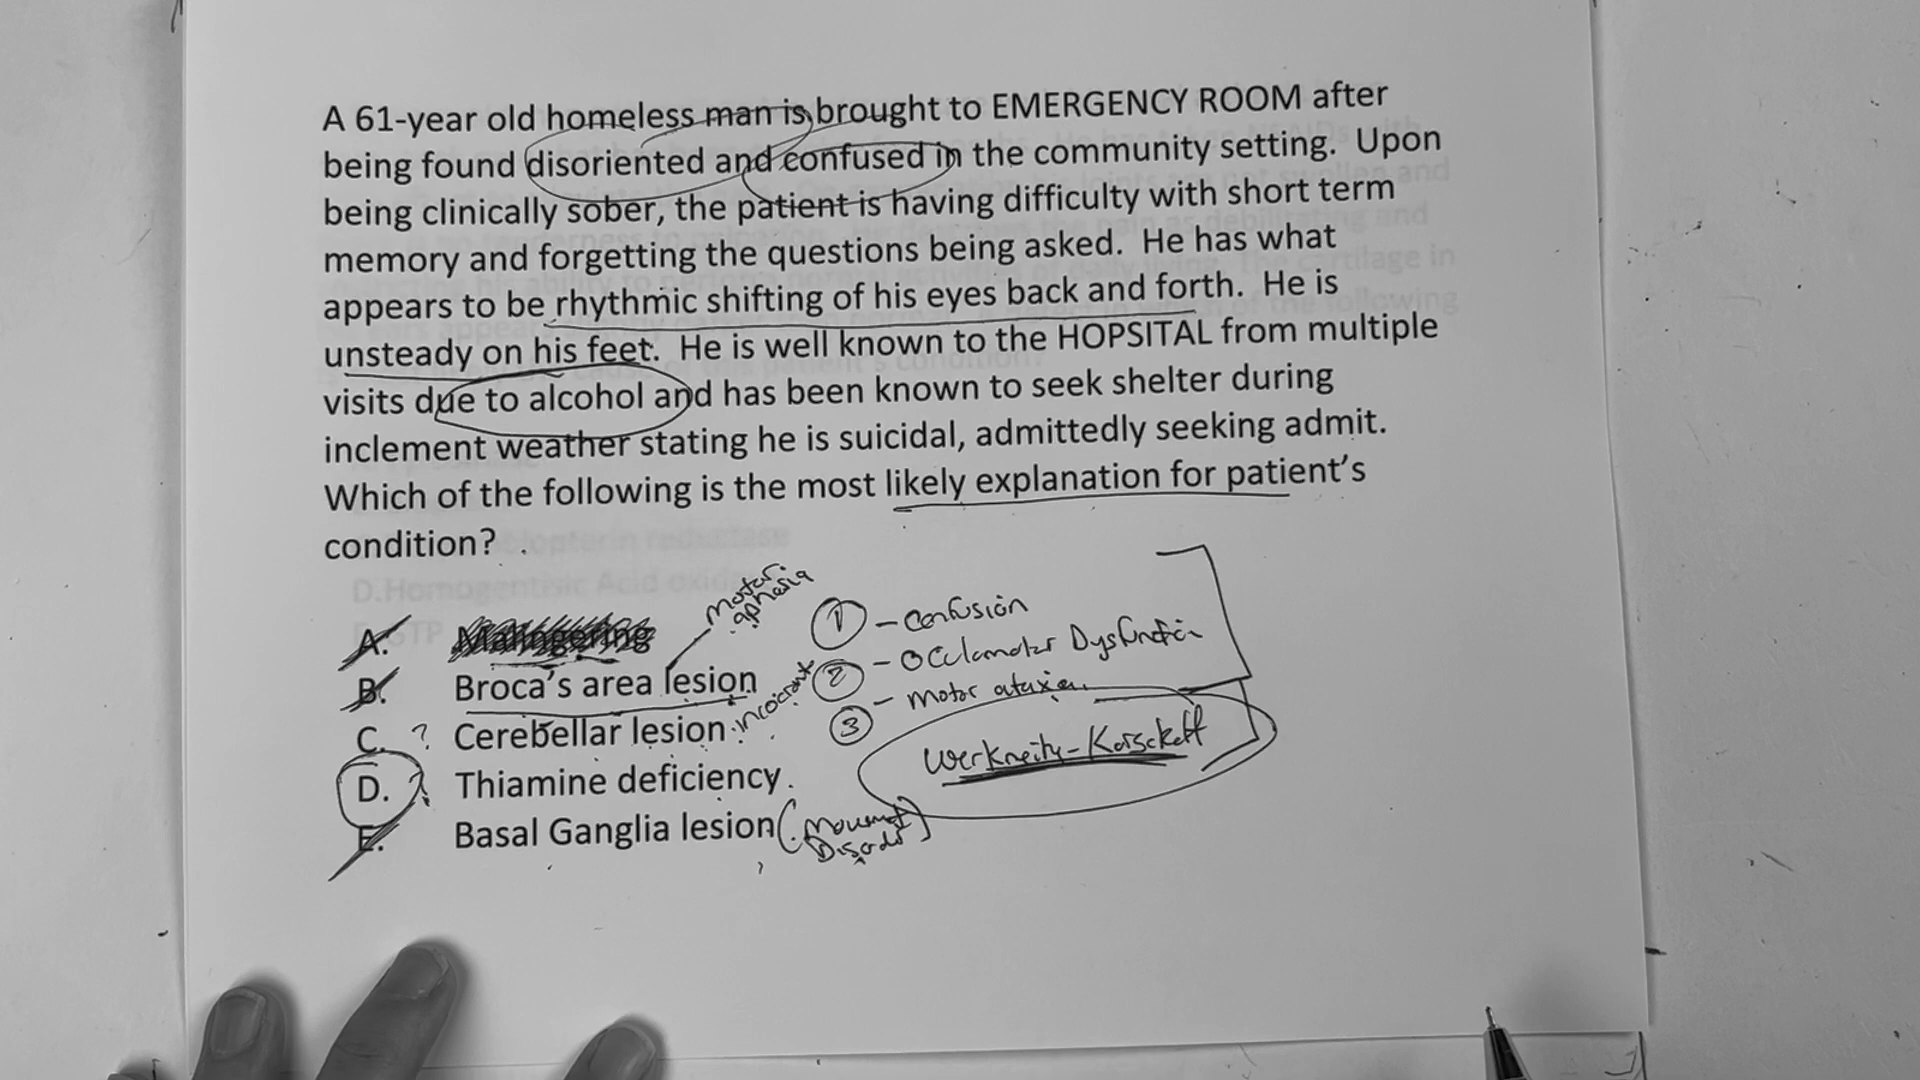 A 61-year old homeless man is brought to EMERGENCY ROOM after
being found disoriented and confused in the community setting. Upon
being clinically sober, the patient is having difficulty with short term
memory and forgetting the questions being asked. He has what
appears to be rhythmic shifting of his eyes back and forth. He is
unsteady on his feet. He is well known to the HOPSITAL from multiple
visits due to alcohol and has been known to seek shelter during
inclement weather stating he is suicidal, admittedly seeking admit.
Which of the following is the most likely explanation for patient's
condition?
D.Homogentisic Acid
motor
aphasia
A. Malingering
B. Broca's area lesion
C. ? Cerebellar lesion
D. ? Thiamine deficiency
E. Basal Ganglia lesion
(Movement
Disorder)
1 - confusion
2 - Oculomotor Dysfunction
3 - motor ataxia